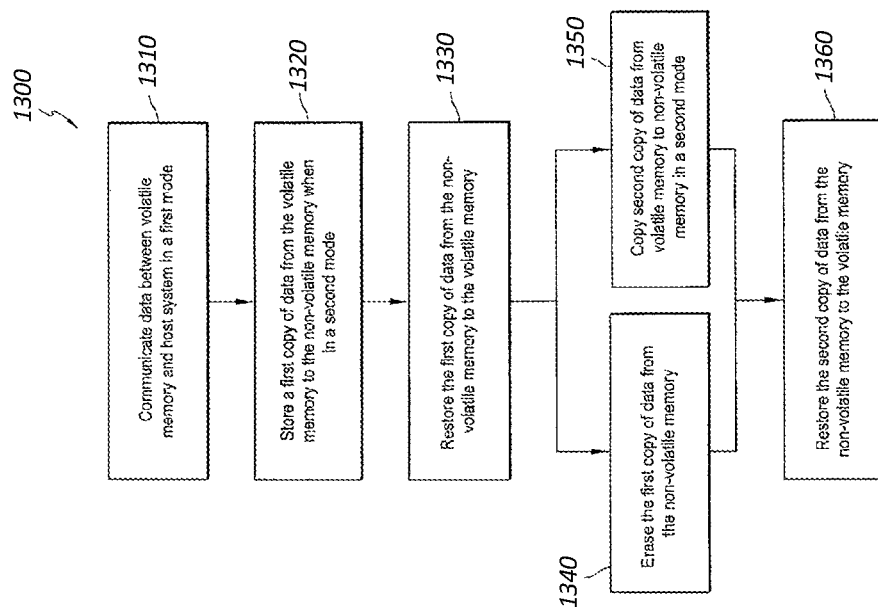 1300
1310
Communicate data between volatile
memory and host system in a first mode
1320
Store a first copy of data from the volatile
memory to the non-volatile memory when
in a second mode
1330
Restore the first copy of data from the non-
volatile memory to the volatile memory
1340
Erase the first copy of data from
the non-volatile memory
1350
Copy second copy of data from
volatile memory to non-volatile
memory in a second mode
1360
Restore the second copy of data from the
non-volatile memory to the volatile memory